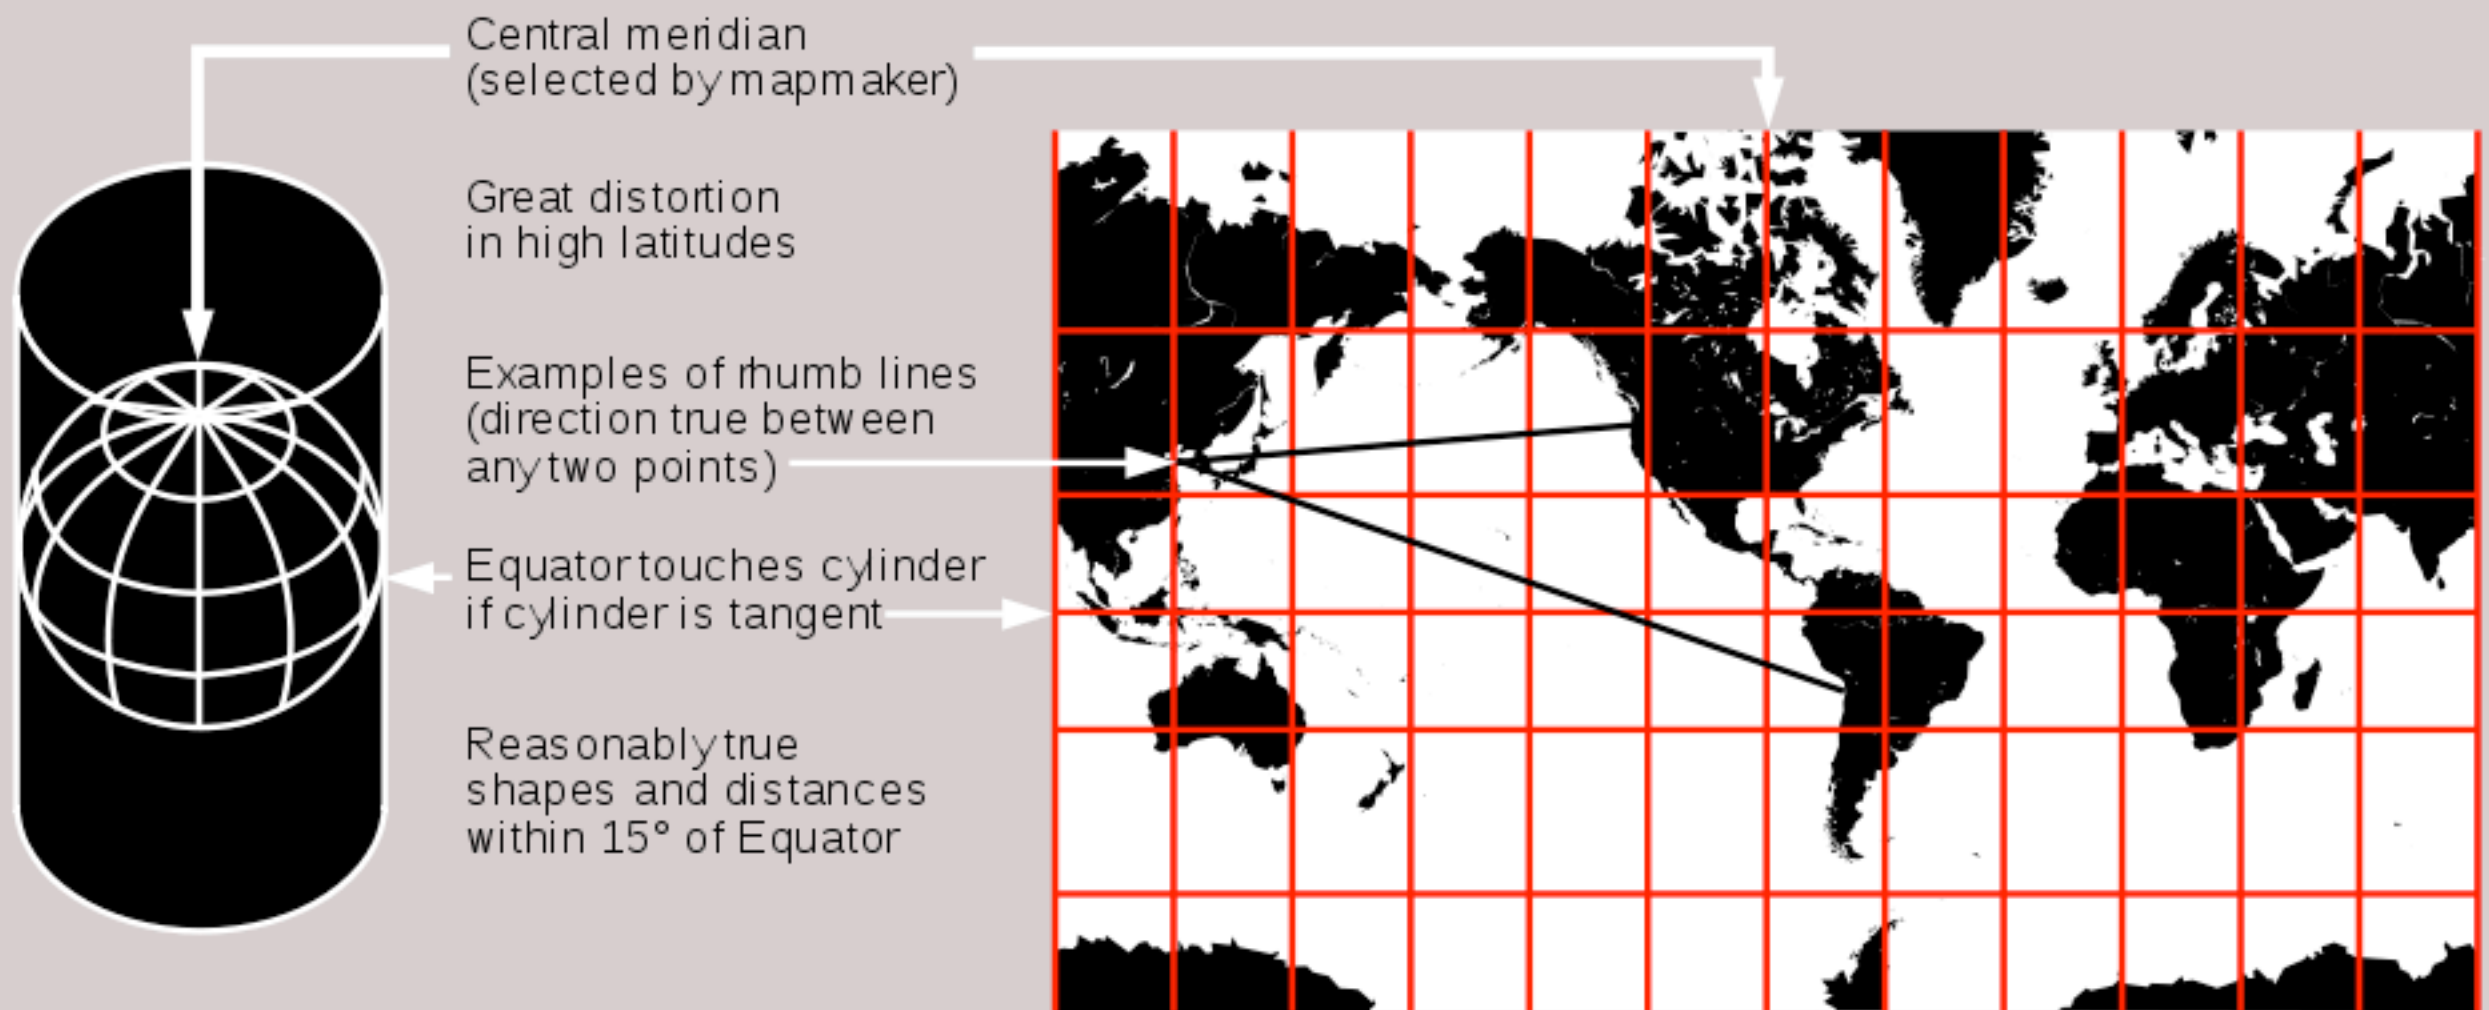 Central meridian
(selected by mapmaker)
Great distortion
in high latitudes
Examples of rhumb lines
(direction true between
any two points)
Equator touches cylinder
if cylinder is tangent
Reasonably true
shapes and distances
within 15° of Equator